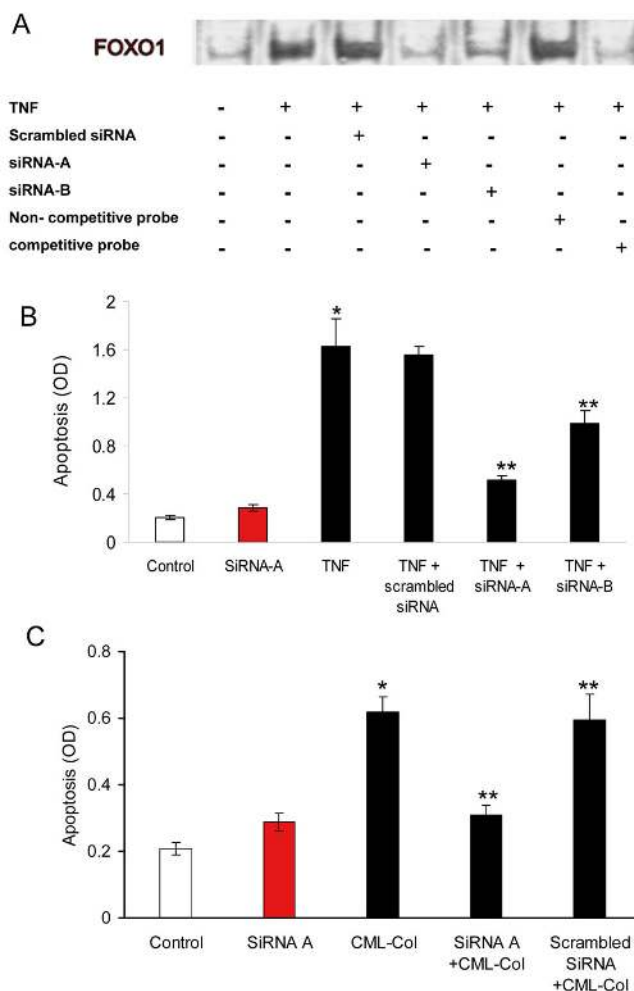 A
FOXO1
TNF - + + + + + +
Scrambled siRNA - - + - - - -
siRNA-A - - - + - - -
siRNA-B - - - - + - -
Non- competitive probe - - - - - + -
competitive probe - - - - - - +
B
Apoptosis (OD)
2
1.6
1.2
0.8
0.4
0
*
**
**
Control SiRNA-A TNF TNF + TNF + TNF +
scrambled siRNA-A siRNA-B
siRNA
C
Apoptosis (OD)
0.8
0.6
0.4
0.2
0
*
**
**
Control SiRNA A CML-Col SiRNA A Scrambled
+CML-Col SiRNA
+CML-Col